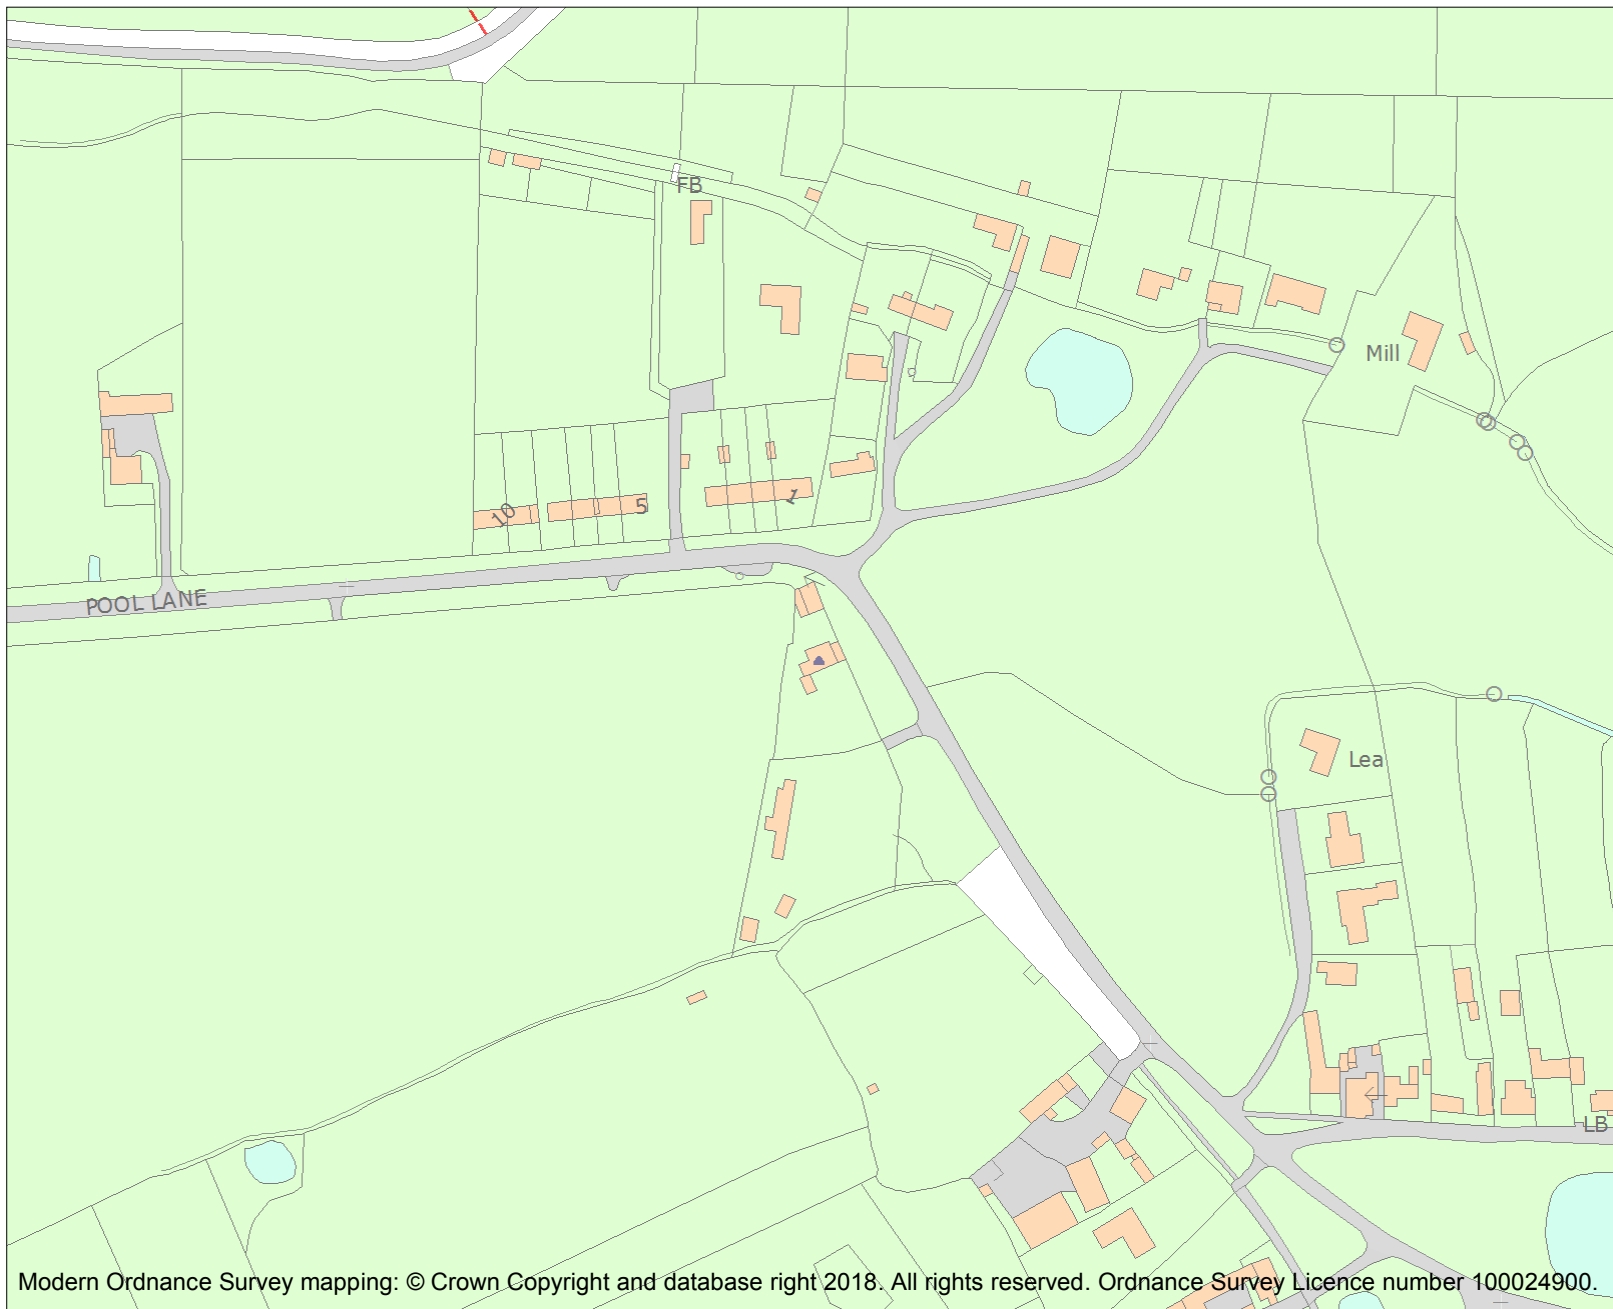 FB
Mill
10
5
1
POOL LANE
Lea
LB
Modern Ordnance Survey mapping: © Crown Copyright and database right 2018. All rights reserved. Ordnance Survey Licence number 100024900.